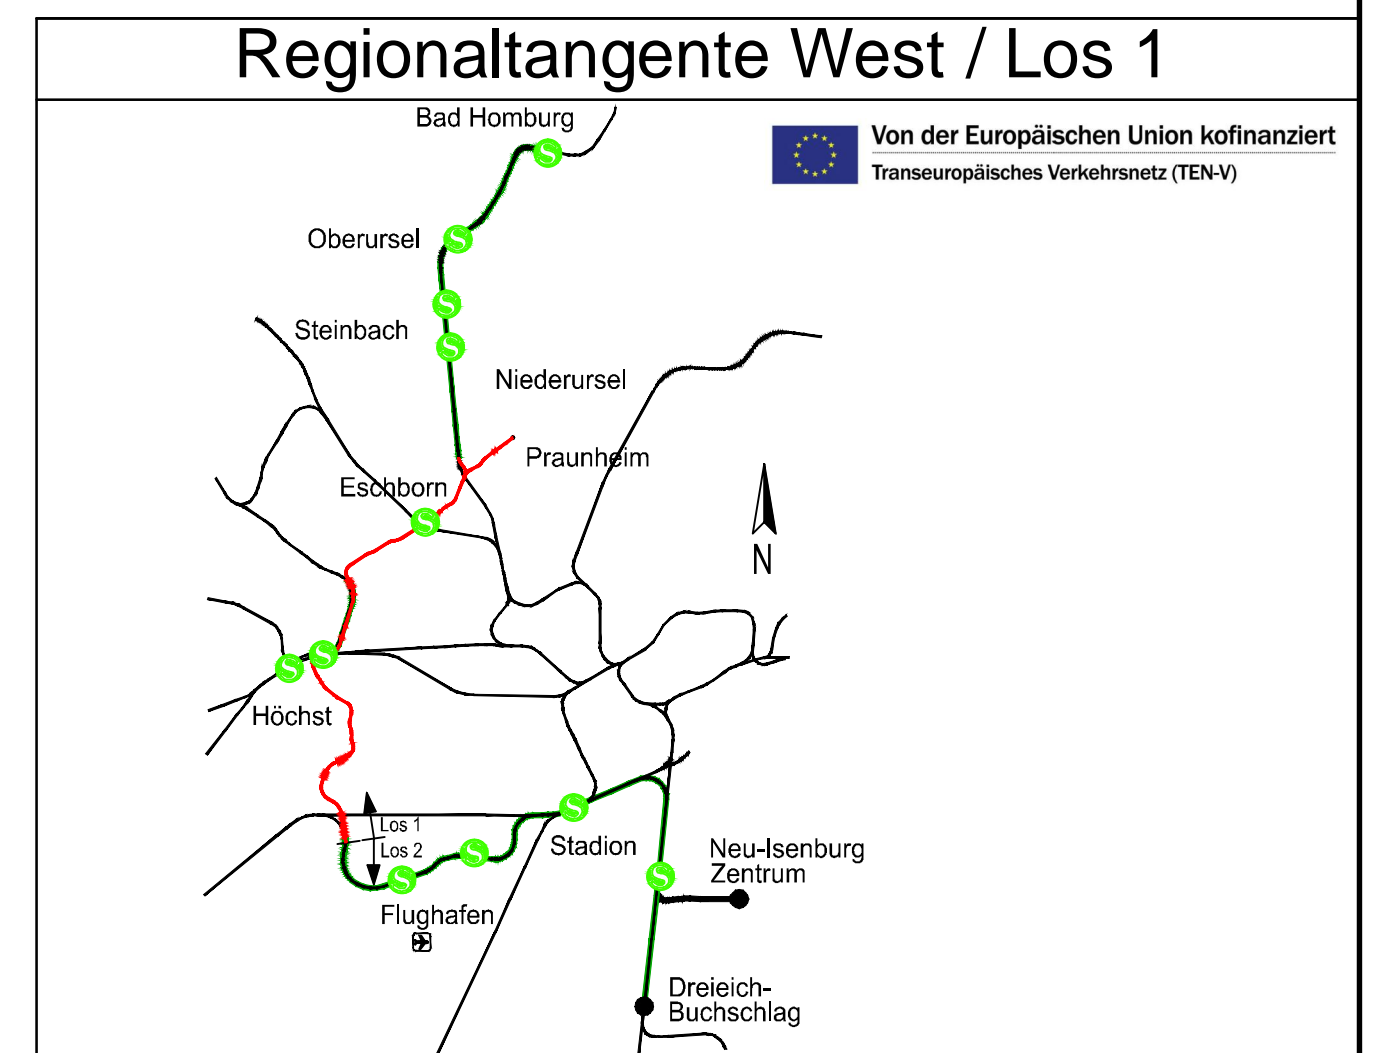 Regionaltangente West / Los 1
Bad Homburg
Von der Europäischen Union kofinanziert
Transeuropäisches Verkehrsnetz (TEN-V)
Oberursel
Steinbach
Niederursel
Praunheim
Eschborn
N
Höchst
Los 1
Los 2
Stadion
Neu-Isenburg
Zentrum
Flughafen
Dreieich-
Buchschlag